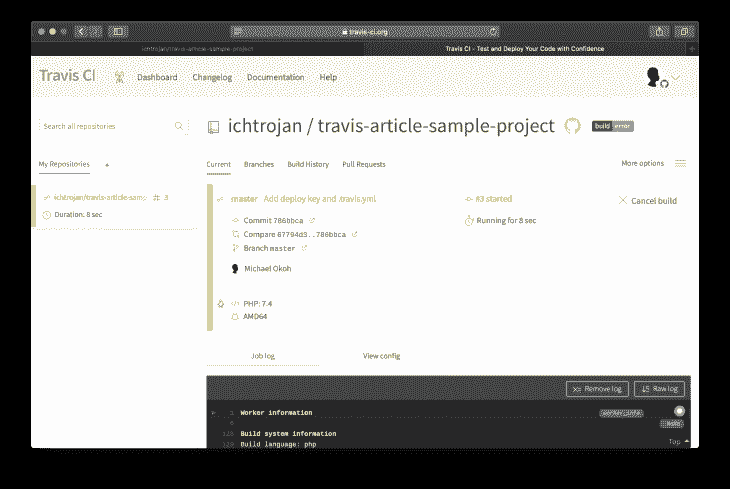 travis-ci.org
ichtrojan/travis-article-sample-project
Travis CI - Test and Deploy Your Code with Confidence
Travis CI
Dashboard
Changelog
Documentation
Help
Search all repositories
ichtrojan / travis-article-sample-project
build error
My Repositories +
Current
Branches
Build History
Pull Requests
More options
ichtrojan/travis-article-samp # 3
Duration: 8 sec
master Add deploy key and .travis.yml
#3 started
Cancel build
Commit 786bbca
Running for 8 sec
Compare 67794d3..786bbca
Branch master
Michael Okoh
PHP: 7.4
AMD64
Job log
View config
Remove log
Raw log
1 Worker information
worker_info
6
128 Build system information
129 Build language: php
Top